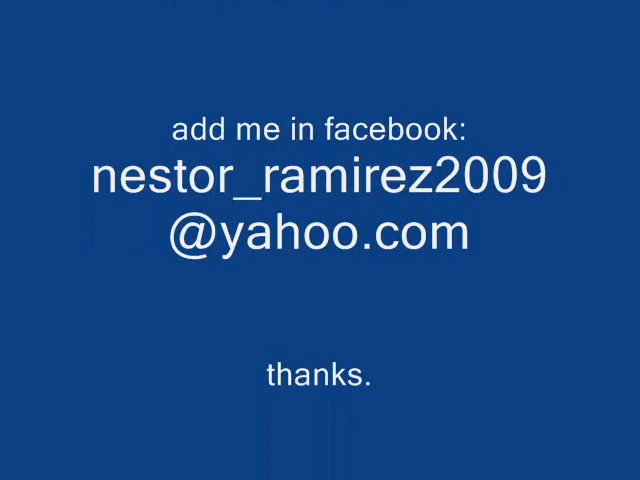 add me in facebook:
nestor_ramirez2009
@yahoo.com
thanks.